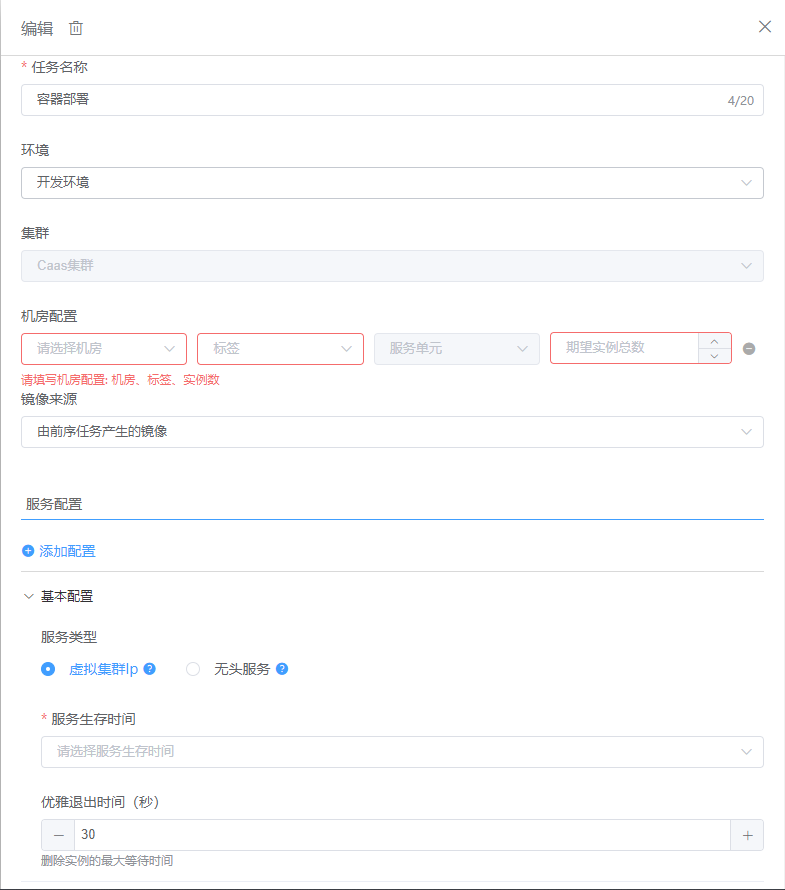 编辑
* 任务名称
容器部署
4/20
环境
开发环境
集群
Caas集群
机房配置
请选择机房 标签 服务单元 期望实例总数
请填写机房配置: 机房、标签、实例数
镜像来源
由前序任务产生的镜像
服务配置
添加配置
基本配置
服务类型
虚拟集群Ip ? 无头服务 ?
* 服务生存时间
请选择服务生存时间
优雅退出时间（秒）
30
删除实例的最大等待时间